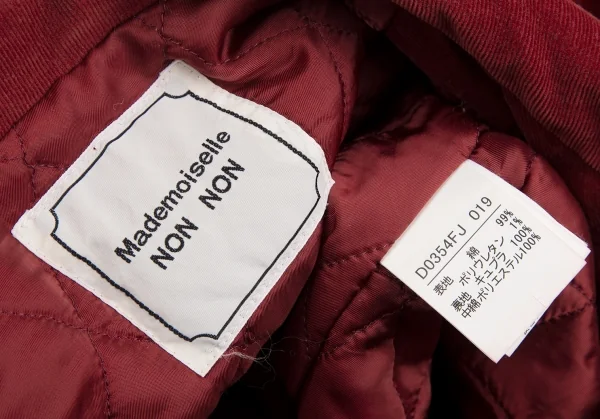 Mademoiselle
NON NON
D0354FJ 019
表地 綿 99%
ポリウレタン 1%
裏地 キュプラ 100%
中綿 ポリエステル100%